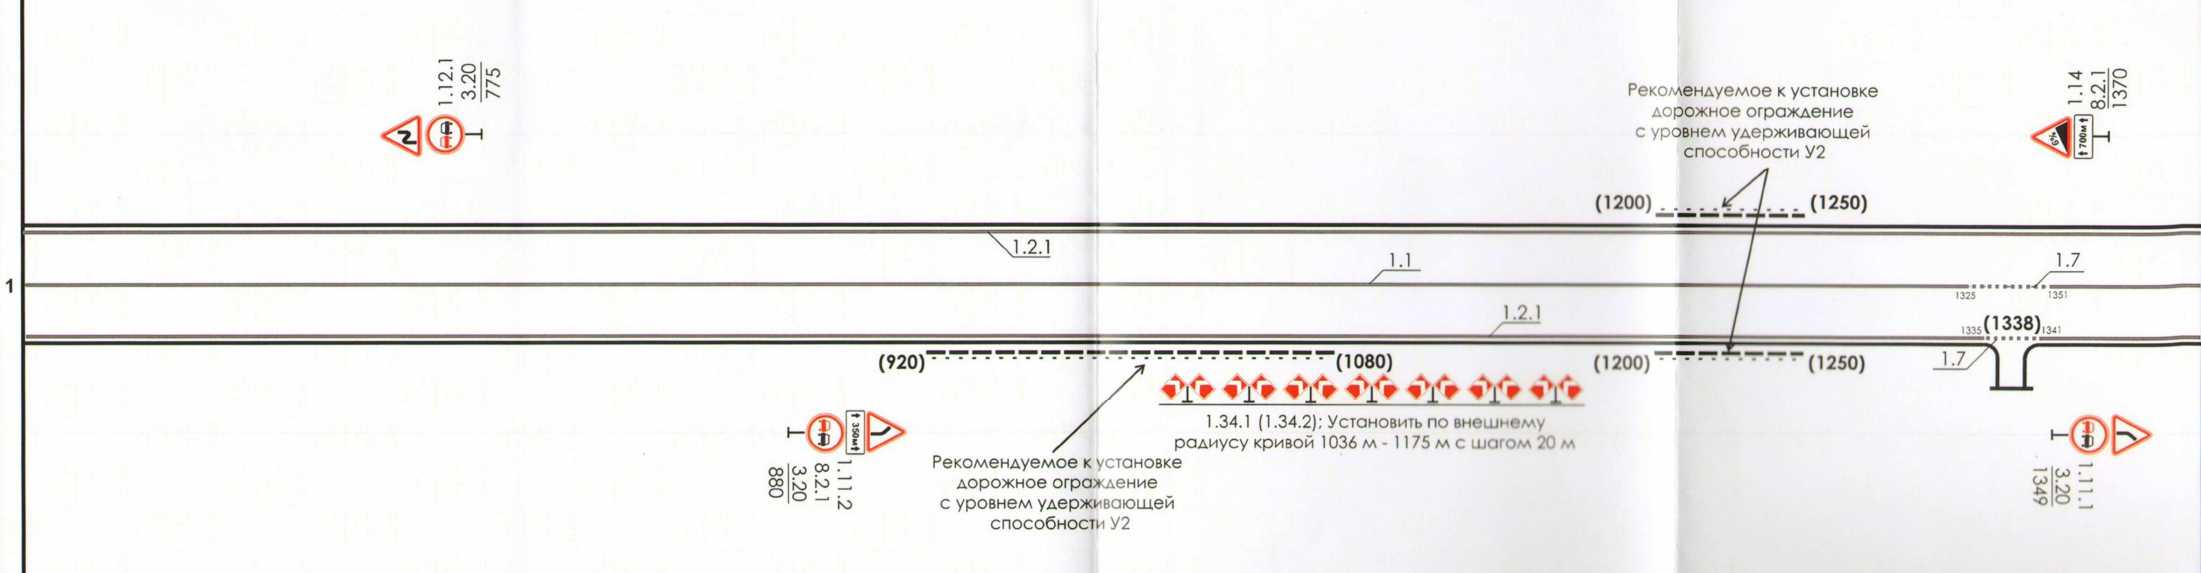 1.12.1
3.20
775
Рекомендуемое к установке
дорожное ограждение
с уровнем удерживающей
способности У2
6%
700м
1.14
8.2.1
1370
(1200)
(1250)
1.2.1
1.1
1.7
1325
1351
1
1.2.1
1335
(1338)
1341
1.7
(920)
(1080)
(1200)
(1250)
1.34.1 (1.34.2); Установить по внешнему
радиусу кривой 1036 м - 1175 м с шагом 20 м
350м
1.11.2
8.2.1
3.20
880
Рекомендуемое к установке
дорожное ограждение
с уровнем удерживающей
способности У2
1.11.1
3.20
1349